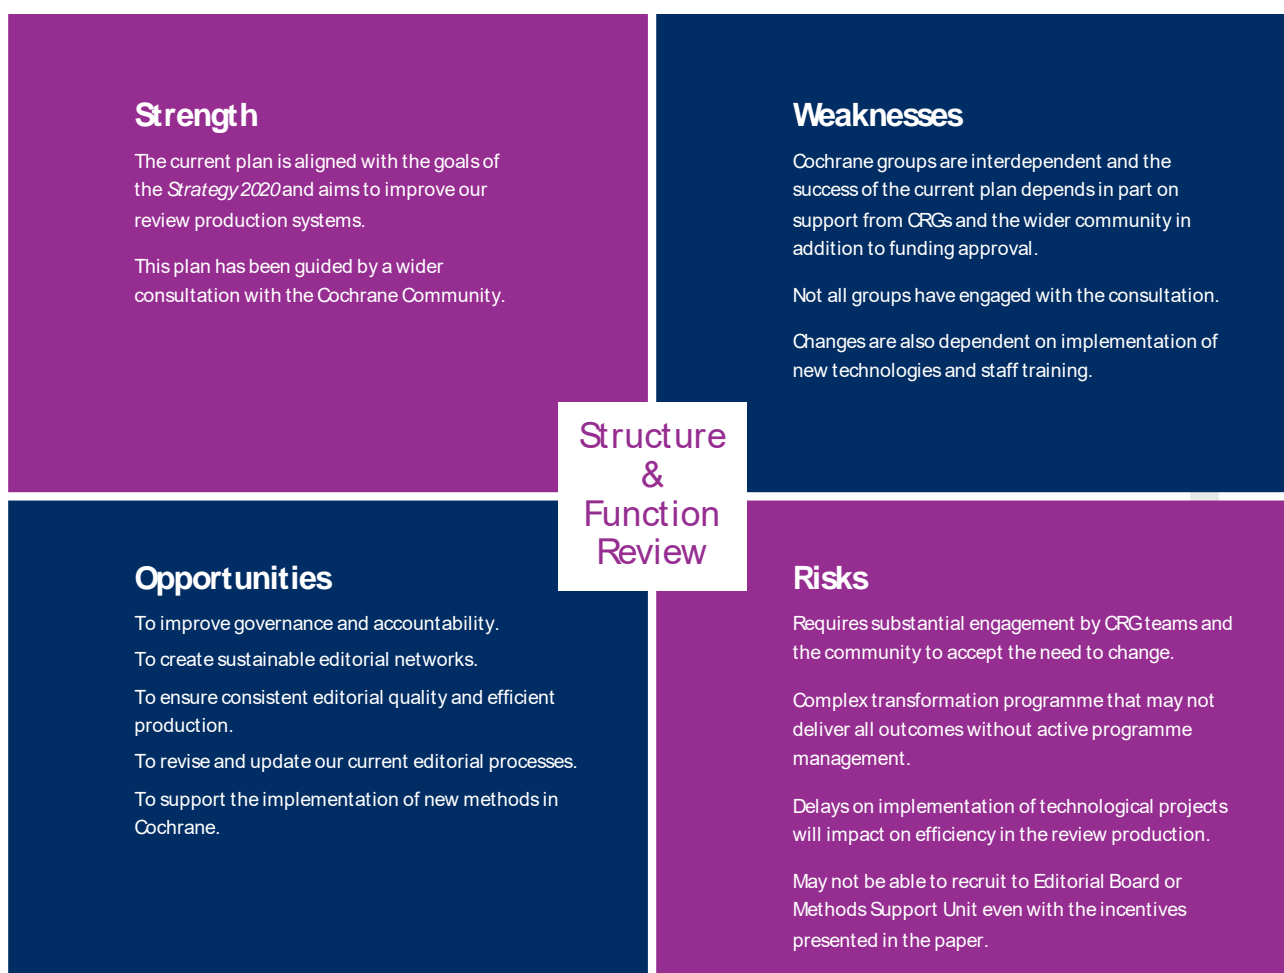 Strength
The current plan is aligned with the goals of
the Strategy 2020 and aims to improve our
review production systems.
This plan has been guided by a wider
consultation with the Cochrane Community.
Weaknesses
Cochrane groups are interdependent and the
success of the current plan depends in part on
support from CRGs and the wider community in
addition to funding approval.
Not all groups have engaged with the consultation.
Changes are also dependent on implementation of
new technologies and staff training.
Structure
&
Function
Review
Opportunities
To improve governance and accountability.
To create sustainable editorial networks.
To ensure consistent editorial quality and efficient
production.
To revise and update our current editorial processes.
To support the implementation of new methods in
Cochrane.
Risks
Requires substantial engagement by CRG teams and
the community to accept the need to change.
Complex transformation programme that may not
deliver all outcomes without active programme
management.
Delays on implementation of technological projects
will impact on efficiency in the review production.
May not be able to recruit to Editorial Board or
Methods Support Unit even with the incentives
presented in the paper.